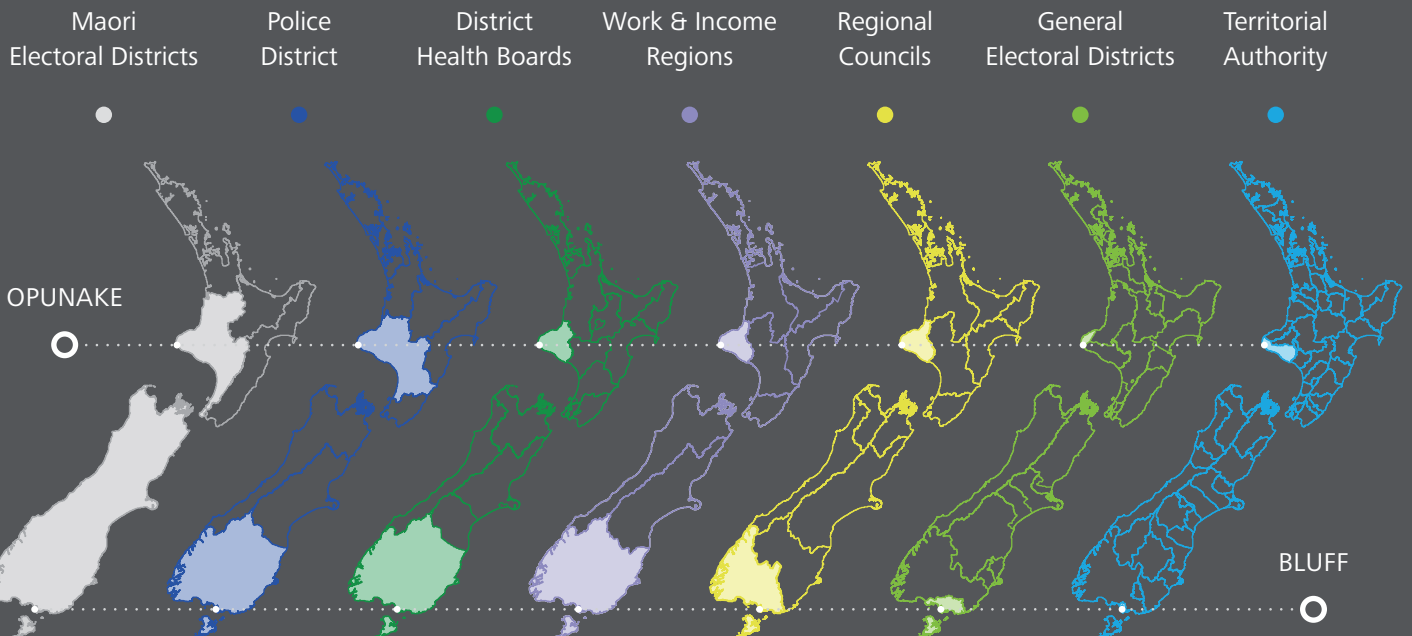 Maori
Electoral Districts
Police
District
District
Health Boards
Work & Income
Regions
Regional
Councils
General
Electoral Districts
Territorial
Authority
OPUNAKE
BLUFF